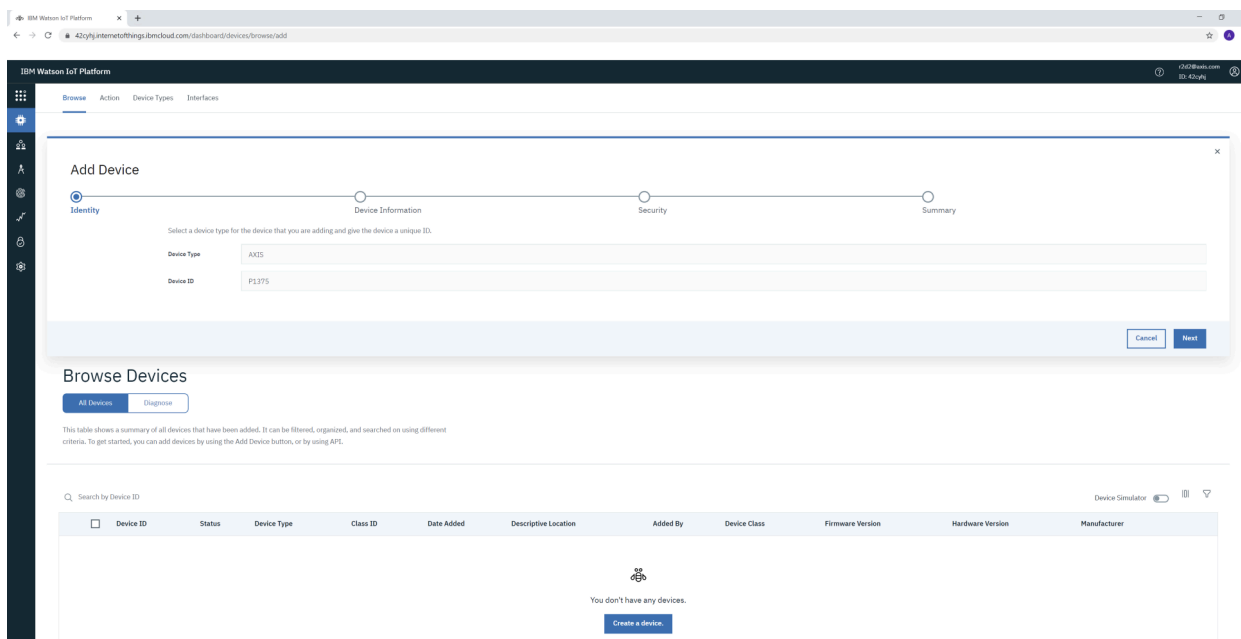 IBM Watson IoT Platform
42cyhj.internetofthings.ibmcloud.com/dashboard/devices/browse/add
A
IBM Watson IoT Platform
r2d2@axis.com
ID: 42cyhj
Browse Action Device Types Interfaces
Add Device
Identity Device Information Security Summary
Select a device type for the device that you are adding and give the device a unique ID.
Device Type AXIS
Device ID P1375
Cancel Next
Browse Devices
All Devices Diagnose
This table shows a summary of all devices that have been added. It can be filtered, organized, and searched on using different
criteria. To get started, you can add devices by using the Add Device button, or by using API.
Search by Device ID Device Simulator
Device ID Status Device Type Class ID Date Added Descriptive Location Added By Device Class Firmware Version Hardware Version Manufacturer
You don't have any devices.
Create a device.